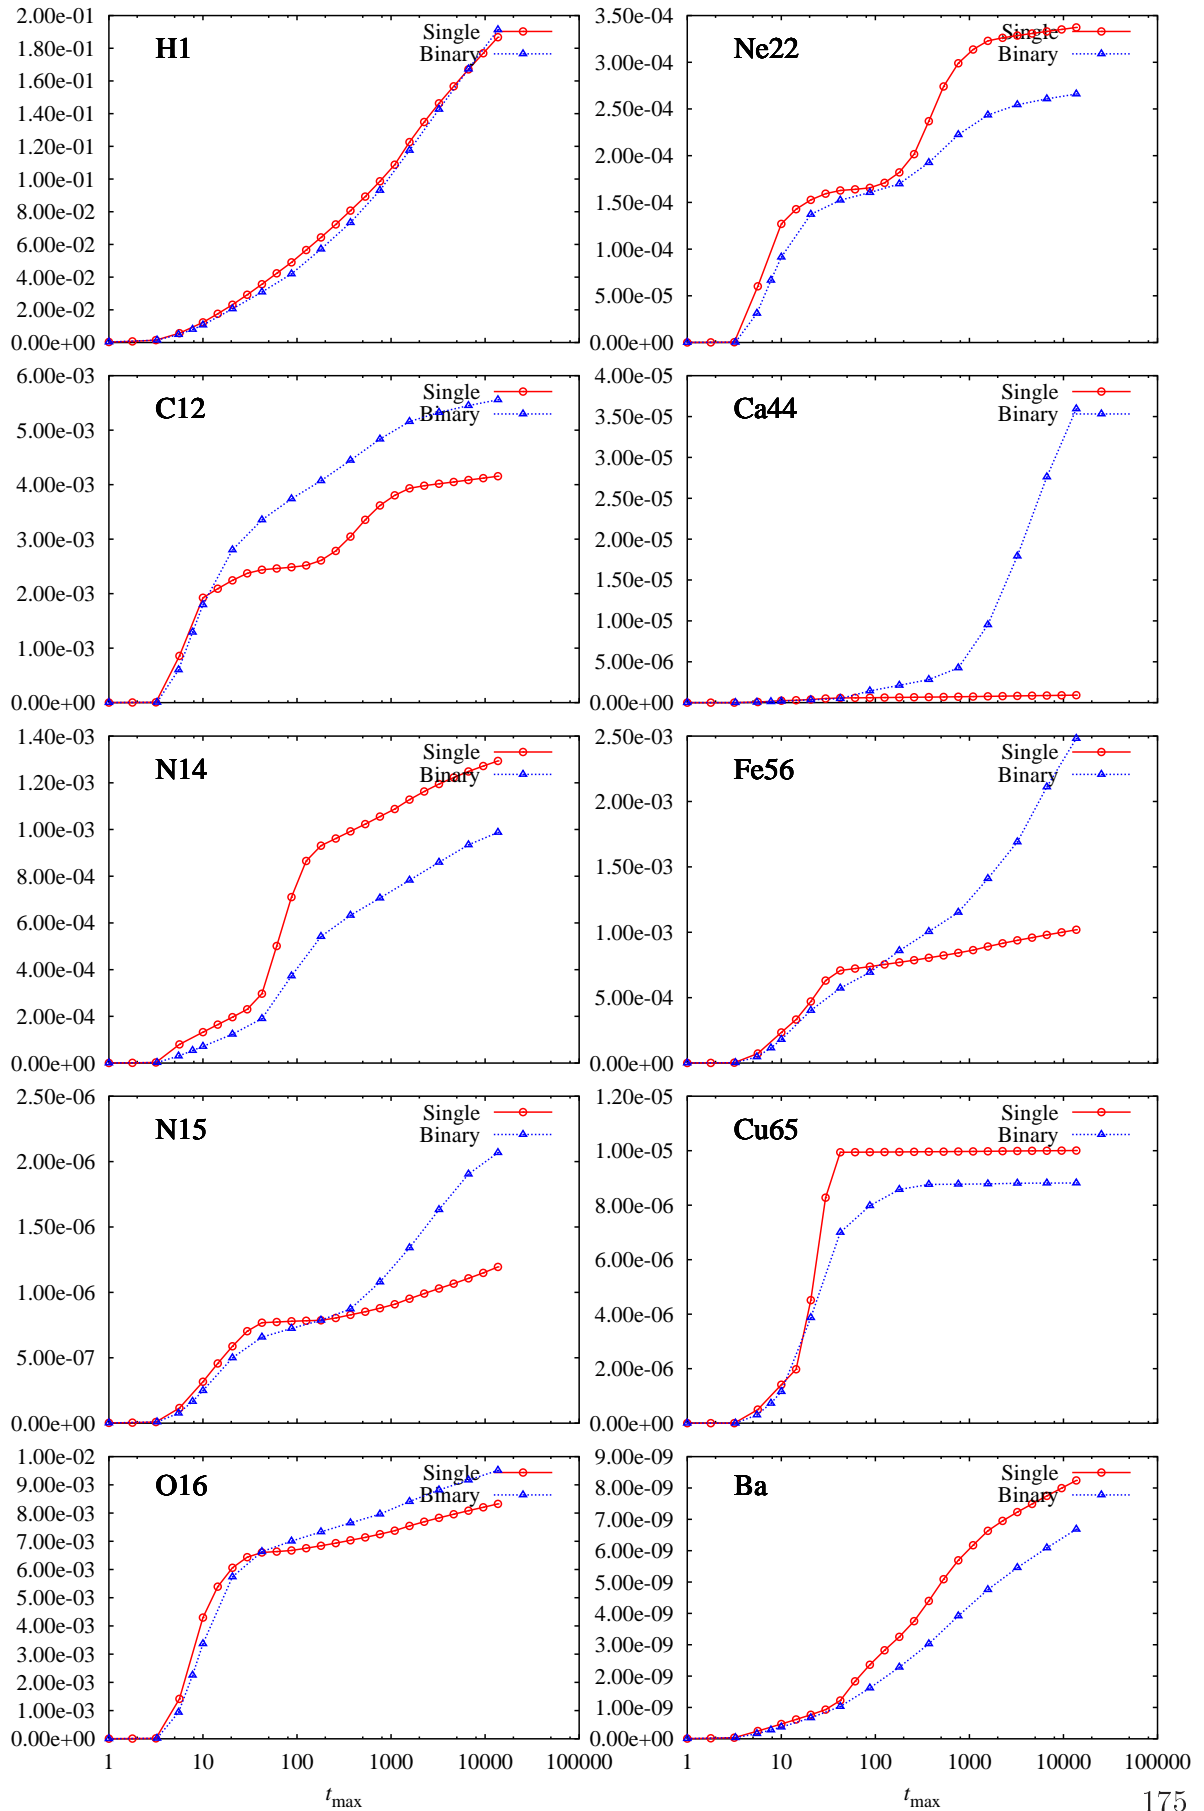 H1
Single
Binary
2.00e-01
1.80e-01
1.60e-01
1.40e-01
1.20e-01
1.00e-01
8.00e-02
6.00e-02
4.00e-02
2.00e-02
0.00e+00
Ne22
Single
Binary
3.50e-04
3.00e-04
2.50e-04
2.00e-04
1.50e-04
1.00e-04
5.00e-05
0.00e+00
C12
Single
Binary
6.00e-03
5.00e-03
4.00e-03
3.00e-03
2.00e-03
1.00e-03
0.00e+00
Ca44
Single
Binary
4.00e-05
3.50e-05
3.00e-05
2.50e-05
2.00e-05
1.50e-05
1.00e-05
5.00e-06
0.00e+00
N14
Single
Binary
1.40e-03
1.20e-03
1.00e-03
8.00e-04
6.00e-04
4.00e-04
2.00e-04
0.00e+00
Fe56
Single
Binary
2.50e-03
2.00e-03
1.50e-03
1.00e-03
5.00e-04
0.00e+00
N15
Single
Binary
2.50e-06
2.00e-06
1.50e-06
1.00e-06
5.00e-07
0.00e+00
Cu65
Single
Binary
1.20e-05
1.00e-05
8.00e-06
6.00e-06
4.00e-06
2.00e-06
0.00e+00
O16
Single
Binary
1.00e-02
9.00e-03
8.00e-03
7.00e-03
6.00e-03
5.00e-03
4.00e-03
3.00e-03
2.00e-03
1.00e-03
0.00e+00
1 10 100 1000 10000 100000
tmax
Ba
Single
Binary
9.00e-09
8.00e-09
7.00e-09
6.00e-09
5.00e-09
4.00e-09
3.00e-09
2.00e-09
1.00e-09
0.00e+00
1 10 100 1000 10000 100000
tmax
175